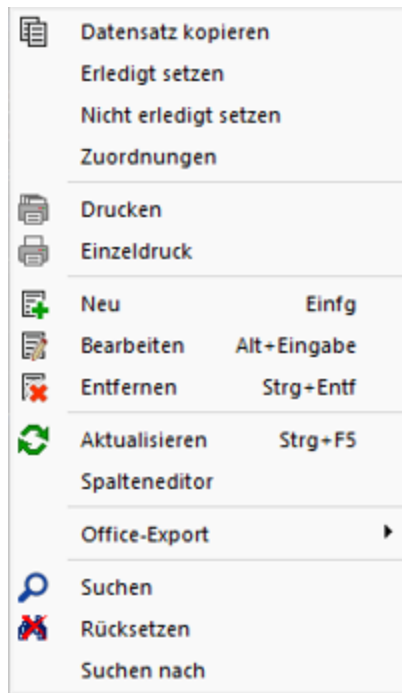 Datensatz kopieren
Erledigt setzen
Nicht erledigt setzen
Zuordnungen
Drucken
Einzeldruck
Neu Einfg
Bearbeiten Alt+Eingabe
Entfernen Strg+Entf
Aktualisieren Strg+F5
Spalteneditor
Office-Export
Suchen
Rücksetzen
Suchen nach